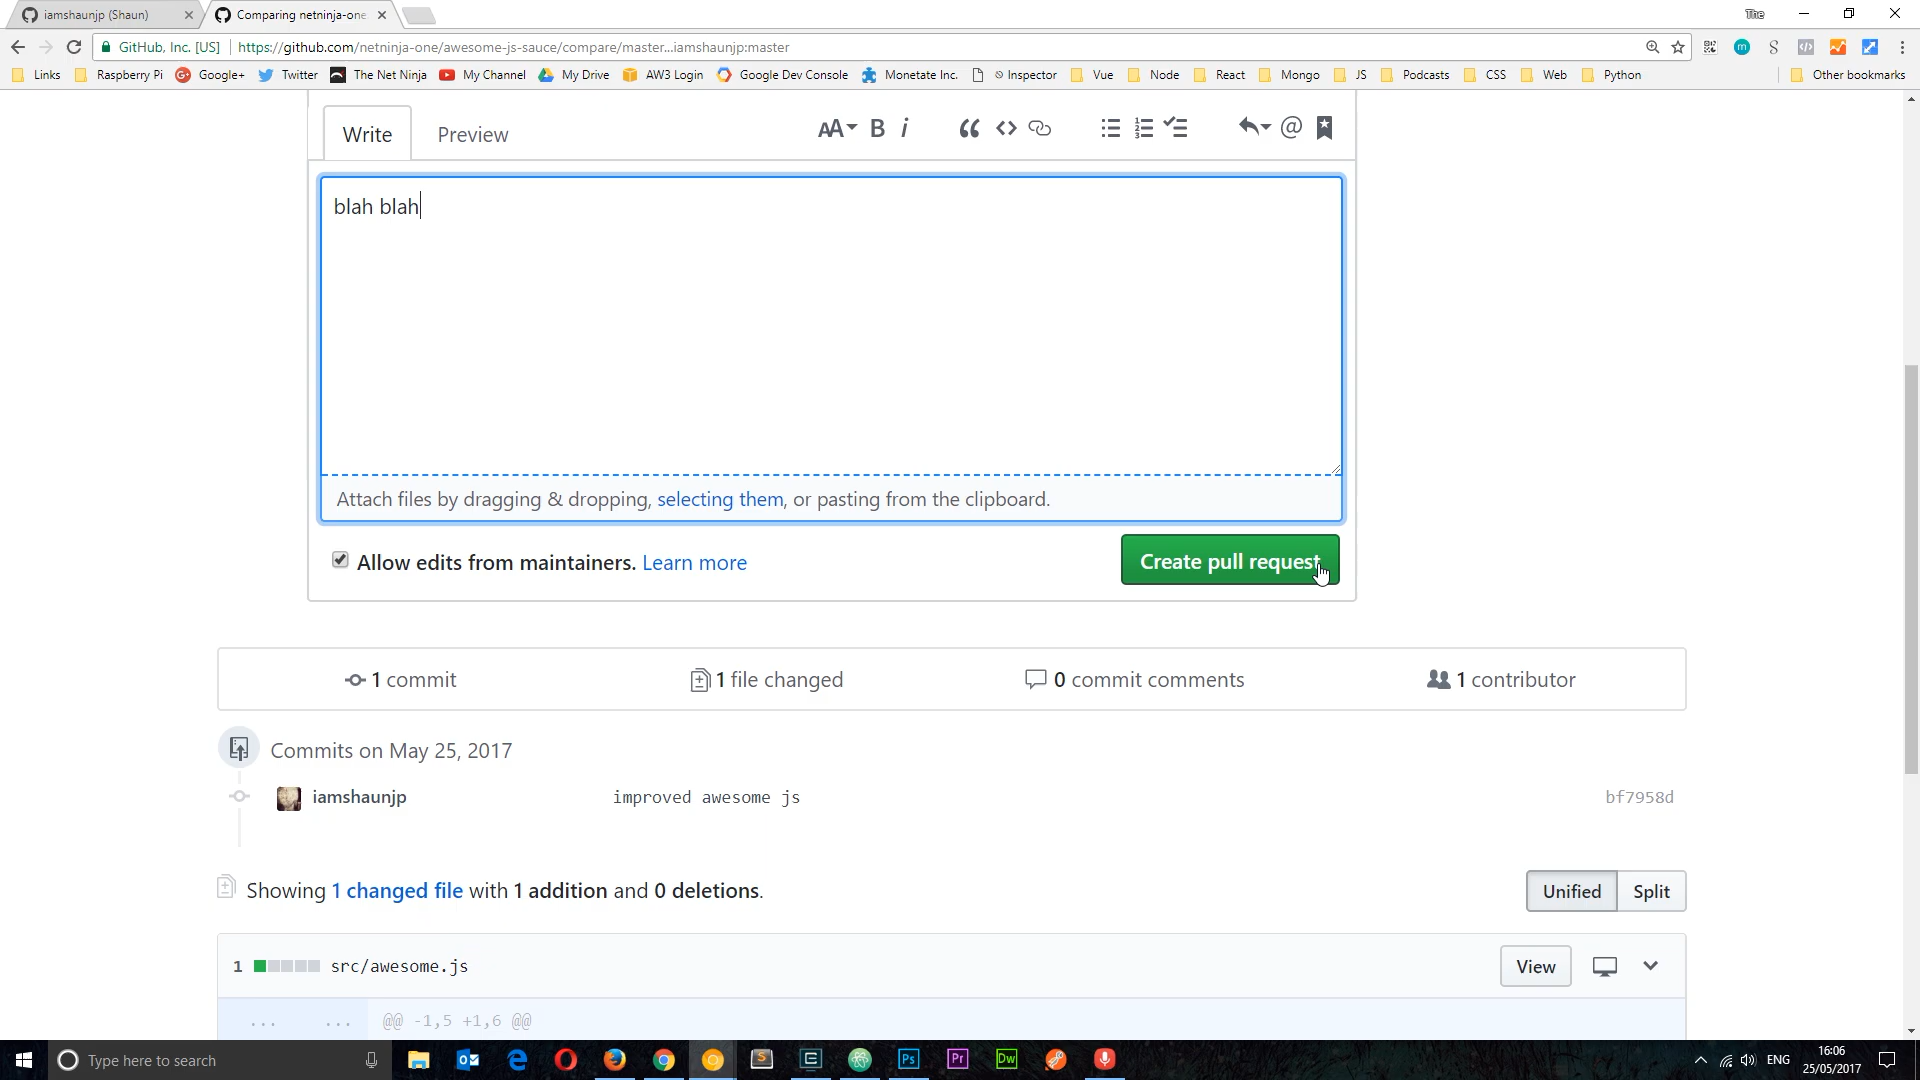 iamshaunjp (Shaun)
Comparing netninja-one
The
GitHub, Inc. [US]
https://github.com/netninja-one/awesome-js-sauce/compare/master...iamshaunjp:master
Links Raspberry Pi Google+ Twitter The Net Ninja My Channel My Drive AW3 Login Google Dev Console Monetate Inc. Inspector Vue Node React Mongo JS Podcasts CSS Web Python Other bookmarks
Write Preview
AA B i
blah blah
Attach files by dragging & dropping, selecting them, or pasting from the clipboard.
Allow edits from maintainers. Learn more
Create pull request
1 commit 1 file changed 0 commit comments 1 contributor
Commits on May 25, 2017
iamshaunjp improved awesome js bf7958d
Showing 1 changed file with 1 addition and 0 deletions.
Unified Split
1 src/awesome.js View
... ... @@ -1,5 +1,6 @@
Type here to search
ENG
16:06
25/05/2017